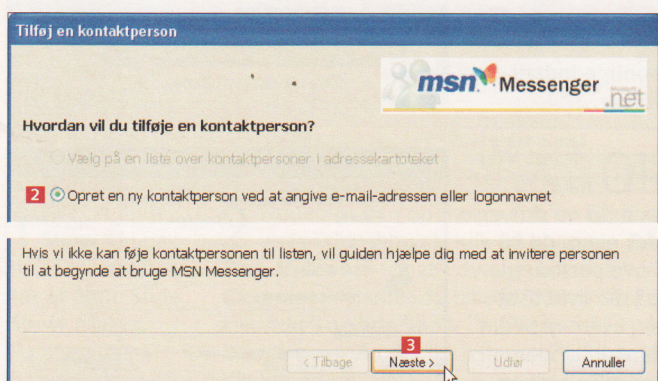 Tilføj en kontaktperson
msn Messenger
.net
Hvordan vil du tilføje en kontaktperson?
Vælg på en liste over kontaktpersoner i adressekartoteket
2 Opret en ny kontaktperson ved at angive e-mail-adressen eller logonnavnet
Hvis vi ikke kan føje kontaktpersonen til listen, vil guiden hjælpe dig med at invitere personen
til at begynde at bruge MSN Messenger.
3
< Tilbage Næste > Udfør Annuller